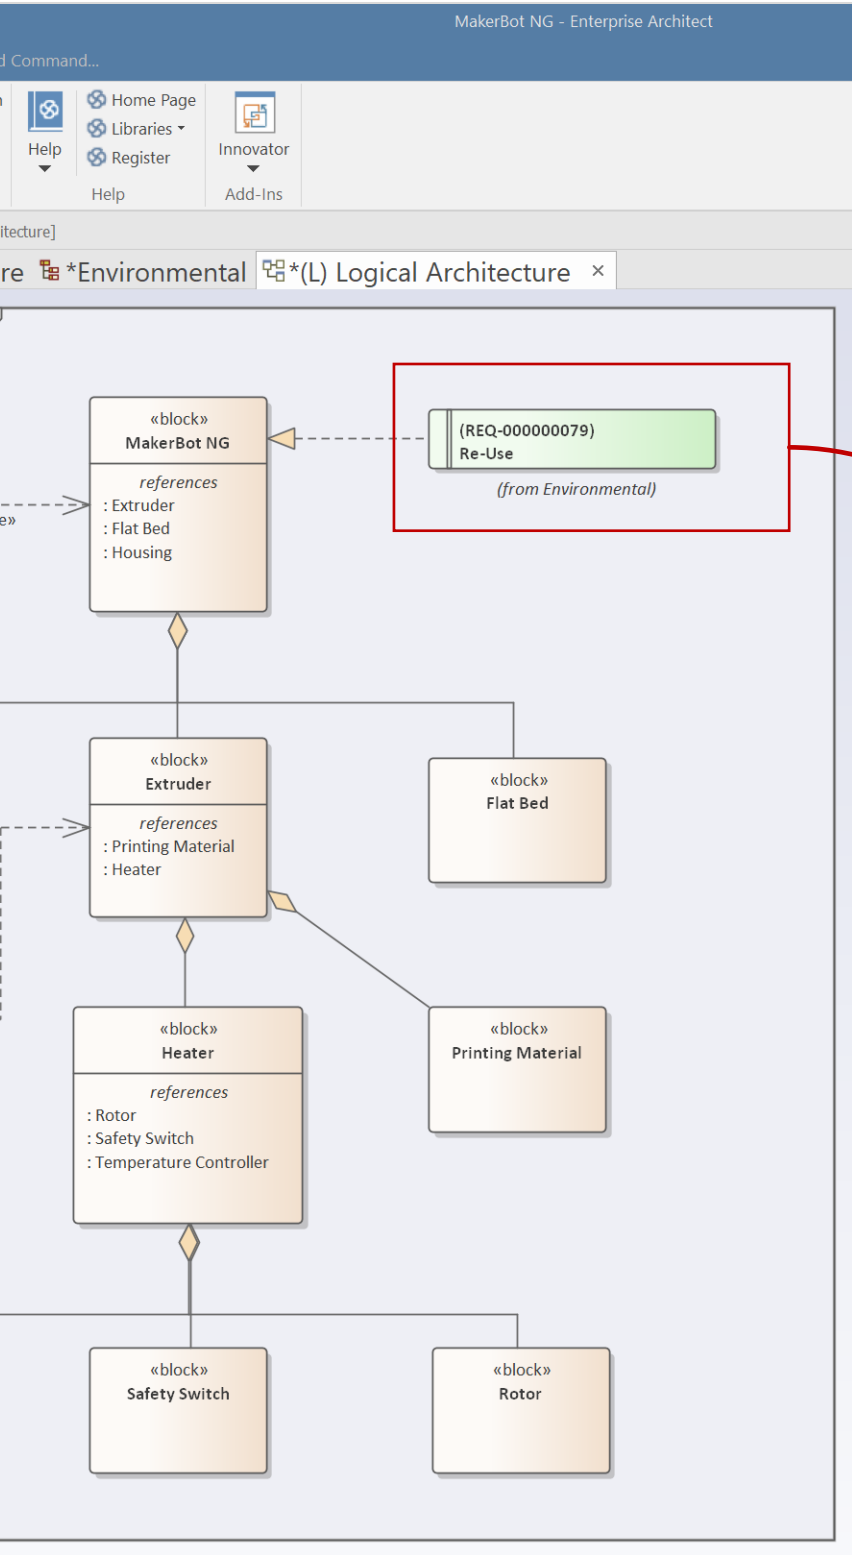 MakerBot NG - Enterprise Architect
Command...
Help
Home Page
Libraries
Register
Help
Innovator
Add-Ins
itecture]
re
*Environmental
*(L) Logical Architecture
«block»
MakerBot NG
references
: Extruder
: Flat Bed
: Housing
(REQ-000000079)
Re-Use
(from Environmental)
e»
«block»
Extruder
references
: Printing Material
: Heater
«block»
Flat Bed
«block»
Heater
references
: Rotor
: Safety Switch
: Temperature Controller
«block»
Printing Material
«block»
Safety Switch
«block»
Rotor